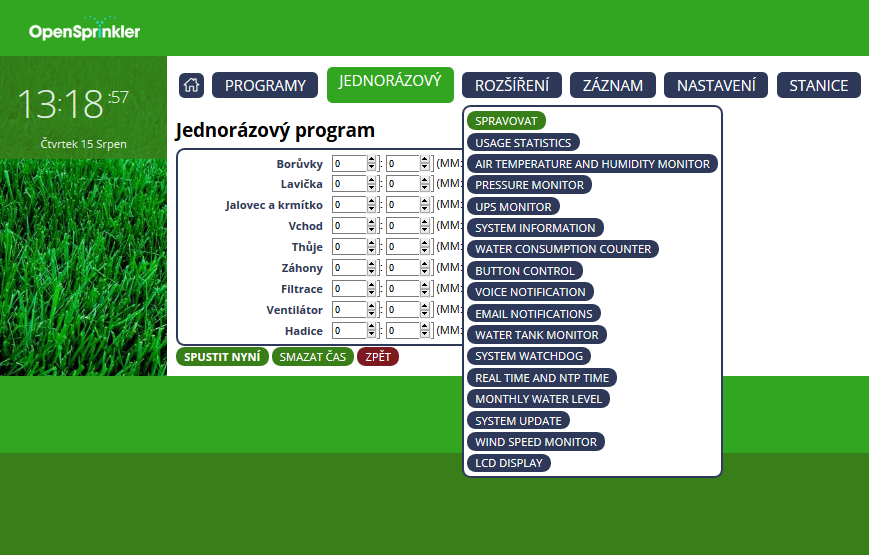 OpenSprinkler
13:18:57
Čtvrtek 15 Srpen
PROGRAMY
JEDNORÁZOVÝ
ROZŠÍŘENÍ
ZÁZNAM
NASTAVENÍ
STANICE
Jednorázový program
Borůvky 0 : 0 (MM:
Lavička 0 : 0 (MM:
Jalovec a krmítko 0 : 0 (MM:
Vchod 0 : 0 (MM:
Thůje 0 : 0 (MM:
Záhony 0 : 0 (MM:
Filtrace 0 : 0 (MM:
Ventilátor 0 : 0 (MM:
Hadice 0 : 0 (MM:
SPUSTIT NYNÍ SMAZAT ČAS ZPĚT
SPRAVOVAT
USAGE STATISTICS
AIR TEMPERATURE AND HUMIDITY MONITOR
PRESSURE MONITOR
UPS MONITOR
SYSTEM INFORMATION
WATER CONSUMPTION COUNTER
BUTTON CONTROL
VOICE NOTIFICATION
EMAIL NOTIFICATIONS
WATER TANK MONITOR
SYSTEM WATCHDOG
REAL TIME AND NTP TIME
MONTHLY WATER LEVEL
SYSTEM UPDATE
WIND SPEED MONITOR
LCD DISPLAY